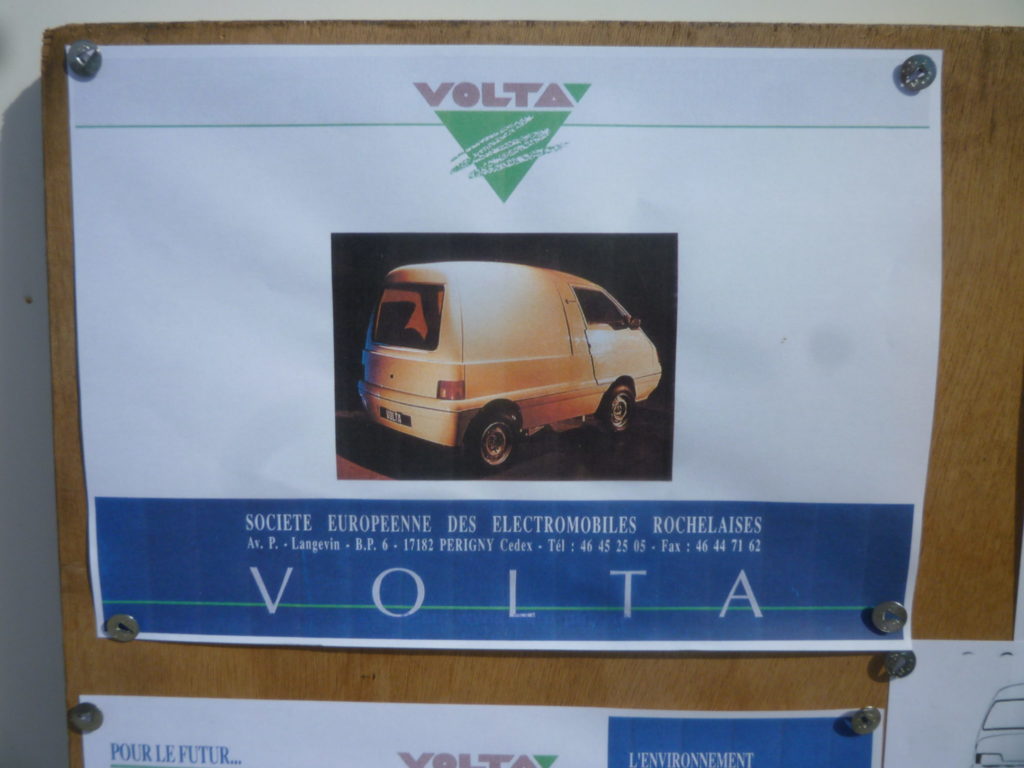 VOLTA
VOLTA
SOCIETE EUROPEENNE DES ELECTROMOBILES ROCHELAISES
Av. P. - Langevin - B.P. 6 - 17182 PERIGNY Cedex - Tél : 46 45 25 05 - Fax : 46 44 71 62
VOLTA
POUR LE FUTUR...
VOLTA
L'ENVIRONNEMENT